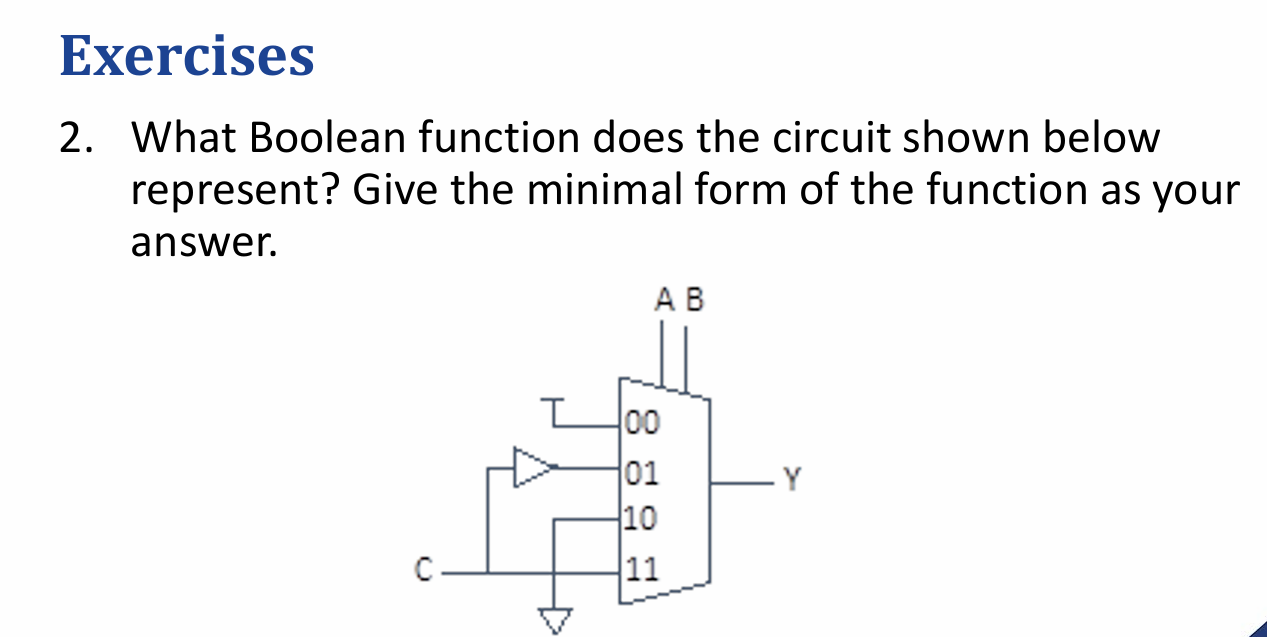 Exercises
2. What Boolean function does the circuit shown below
represent? Give the minimal form of the function as your
answer.
A B
00
01
Y
10
C
11